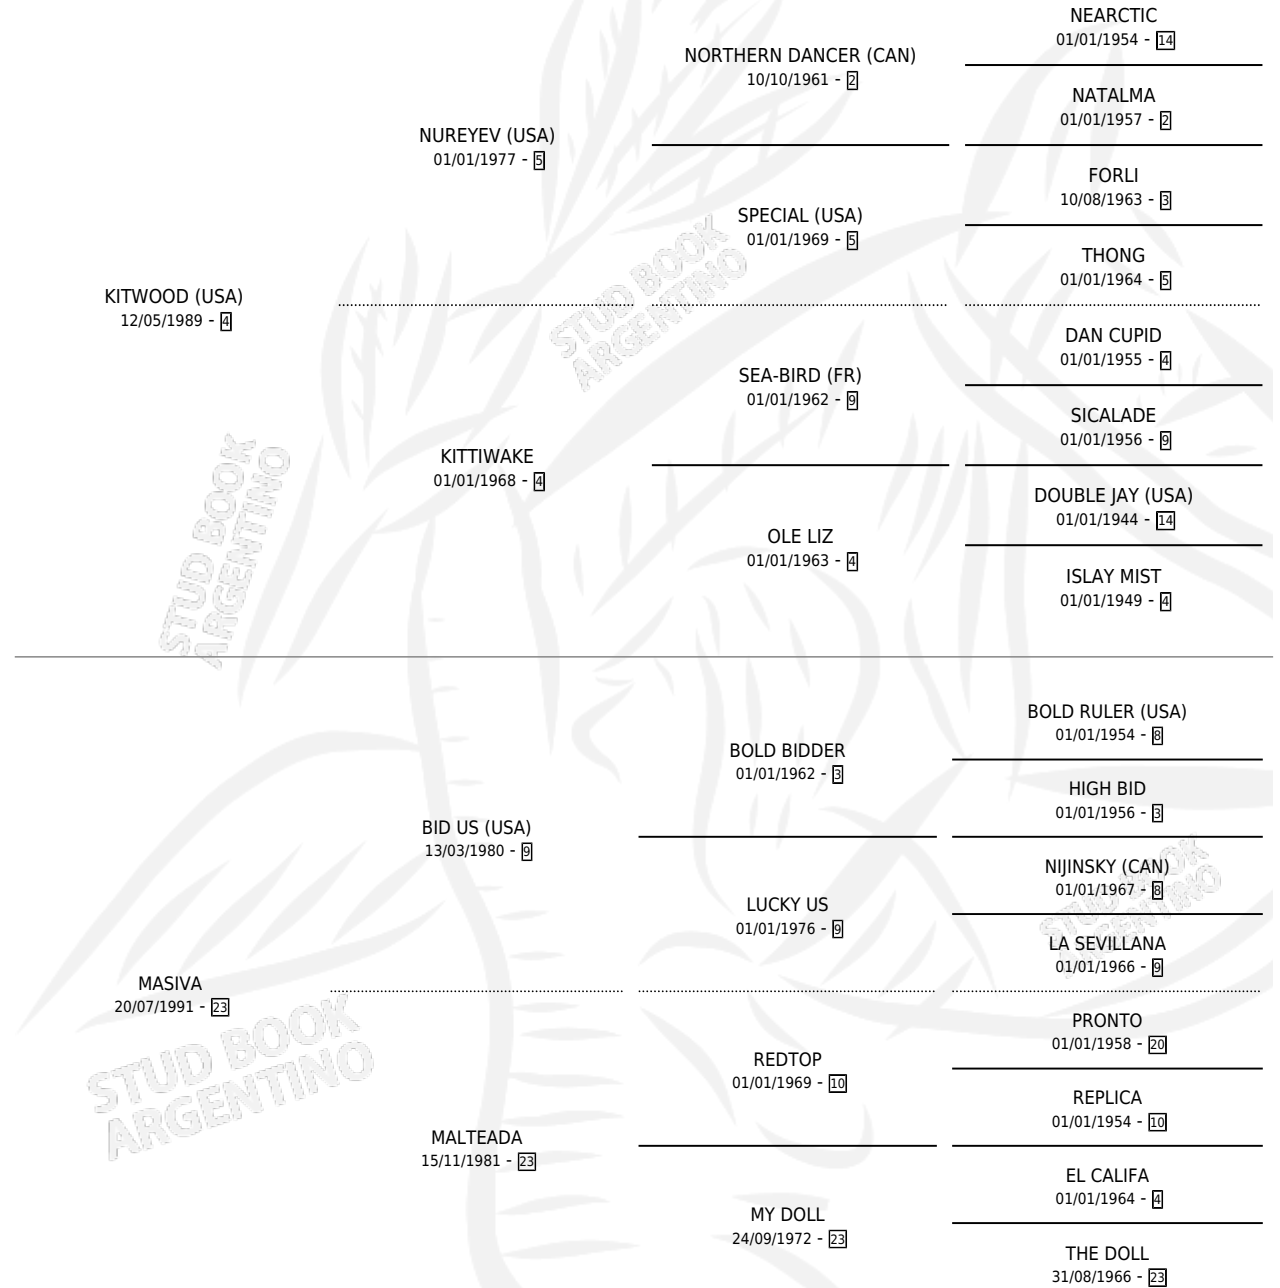 NEARCTIC
01/01/1954 - 14
NORTHERN DANCER (CAN)
10/10/1961 - 2
NATALMA
01/01/1957 - 2
NUREYEV (USA)
01/01/1977 - 5
FORLI
10/08/1963 - 3
SPECIAL (USA)
01/01/1969 - 5
THONG
01/01/1964 - 5
KITWOOD (USA)
12/05/1989 - 4
DAN CUPID
01/01/1955 - 4
SEA-BIRD (FR)
01/01/1962 - 9
SICALADE
01/01/1956 - 9
KITTIWAKE
01/01/1968 - 4
DOUBLE JAY (USA)
01/01/1944 - 14
OLE LIZ
01/01/1963 - 4
ISLAY MIST
01/01/1949 - 4
BOLD RULER (USA)
01/01/1954 - 8
BOLD BIDDER
01/01/1962 - 3
HIGH BID
01/01/1956 - 3
BID US (USA)
13/03/1980 - 9
NIJINSKY (CAN)
01/01/1967 - 8
LUCKY US
01/01/1976 - 9
LA SEVILLANA
01/01/1966 - 9
MASIVA
20/07/1991 - 23
PRONTO
01/01/1958 - 20
REDTOP
01/01/1969 - 10
REPLICA
01/01/1954 - 10
MALTEADA
15/11/1981 - 23
EL CALIFA
01/01/1964 - 4
MY DOLL
24/09/1972 - 23
THE DOLL
31/08/1966 - 23
STUD BOOK
ARGENTINO
STUD BOOK
ARGENTINO
STUD BOOK
ARGENTINO
STUD BOOK
ARGENTINO